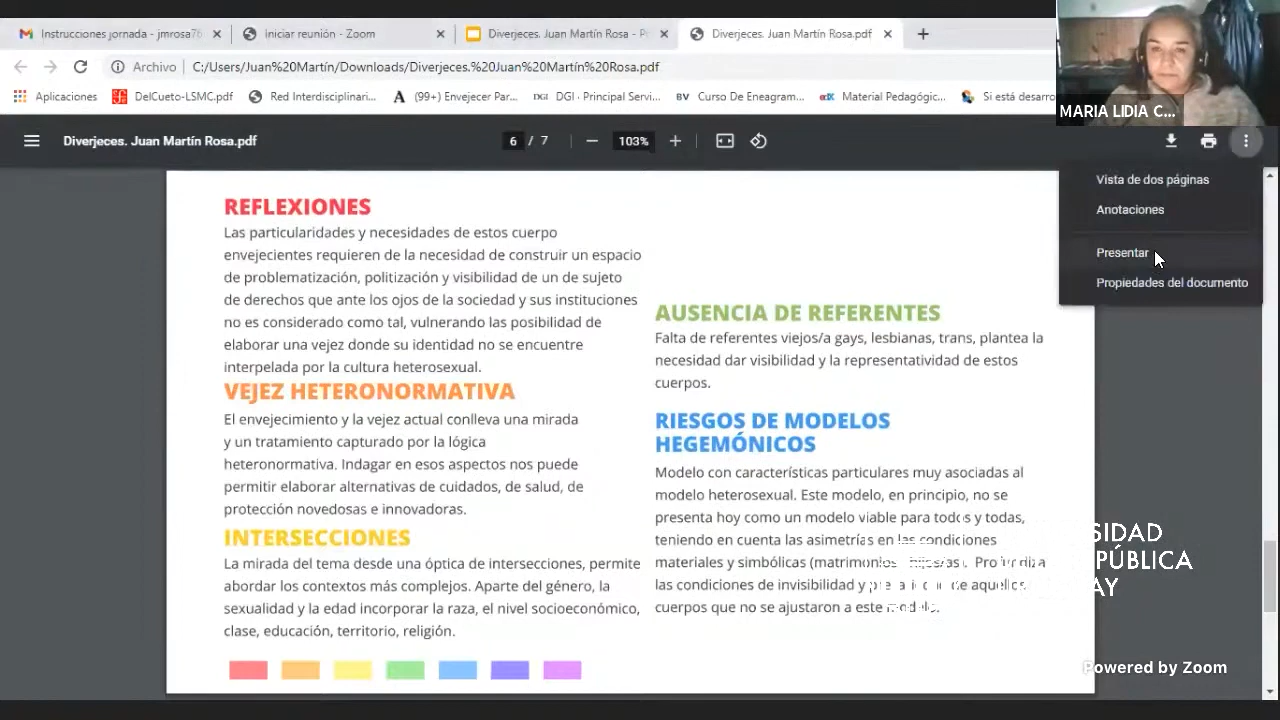 Instrucciones jornada - jmrosa7
iniciar reunión - Zoom
Diverjeces. Juan Martín Rosa - P
Diverjeces. Juan Martín Rosa.pdf
Archivo
C:/Users/Juan%20Martín/Downloads/Diverjeces.%20Juan%20Martín%20Rosa.pdf
Aplicaciones
DelCueto-LSMC.pdf
Red Interdisciplinari...
(99+) Envejecer Par...
DGI · Principal Servi...
Curso De Eneagram...
Material Pedagógic...
Si está desarro
MARIA LIDIA C...
Diverjeces. Juan Martín Rosa.pdf
6 / 7
103%
Vista de dos páginas
Anotaciones
Presentar
Propiedades del documento
REFLEXIONES
Las particularidades y necesidades de estos cuerpo
envejecientes requieren de la necesidad de construir un espacio
de problematización, politización y visibilidad de un de sujeto
de derechos que ante los ojos de la sociedad y sus instituciones
no es considerado como tal, vulnerando las posibilidad de
elaborar una vejez donde su identidad no se encuentre
interpelada por la cultura heterosexual.
VEJEZ HETERONORMATIVA
El envejecimiento y la vejez actual conlleva una mirada
y un tratamiento capturado por la lógica
heteronormativa. Indagar en esos aspectos nos puede
permitir elaborar alternativas de cuidados, de salud, de
protección novedosas e innovadoras.
INTERSECCIONES
La mirada del tema desde una óptica de intersecciones, permite
abordar los contextos más complejos. Aparte del género, la
sexualidad y la edad incorporar la raza, el nivel socioeconómico,
clase, educación, territorio, religión.
AUSENCIA DE REFERENTES
Falta de referentes viejos/a gays, lesbianas, trans, plantea la
necesidad dar visibilidad y la representatividad de estos
cuerpos.
RIESGOS DE MODELOS
HEGEMÓNICOS
Modelo con características particulares muy asociadas al
modelo heterosexual. Este modelo, en principio, no se
presenta hoy como un modelo viable para todos y todas,
teniendo en cuenta las asimetrías en las condiciones
materiales y simbólicas
las condiciones de invisibilidad y de aquellos
cuerpos que no se ajustaron a este modelo.
SIDAD
PÚBLICA
AY
Powered by Zoom